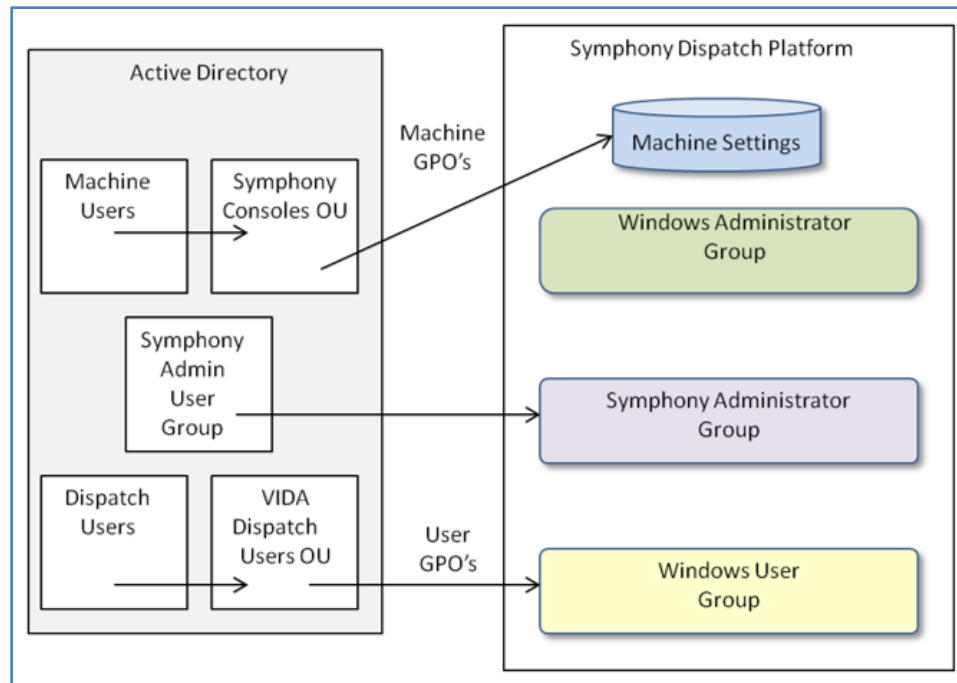 Symphony Dispatch Platform
Active Directory
Machine
GPO's
Machine Settings
Machine
Users
Symphony
Consoles OU
Windows Administrator
Group
Symphony
Admin
User
Group
Symphony Administrator
Group
Dispatch
Users
VIDA
Dispatch
Users OU
User
GPO's
Windows User
Group